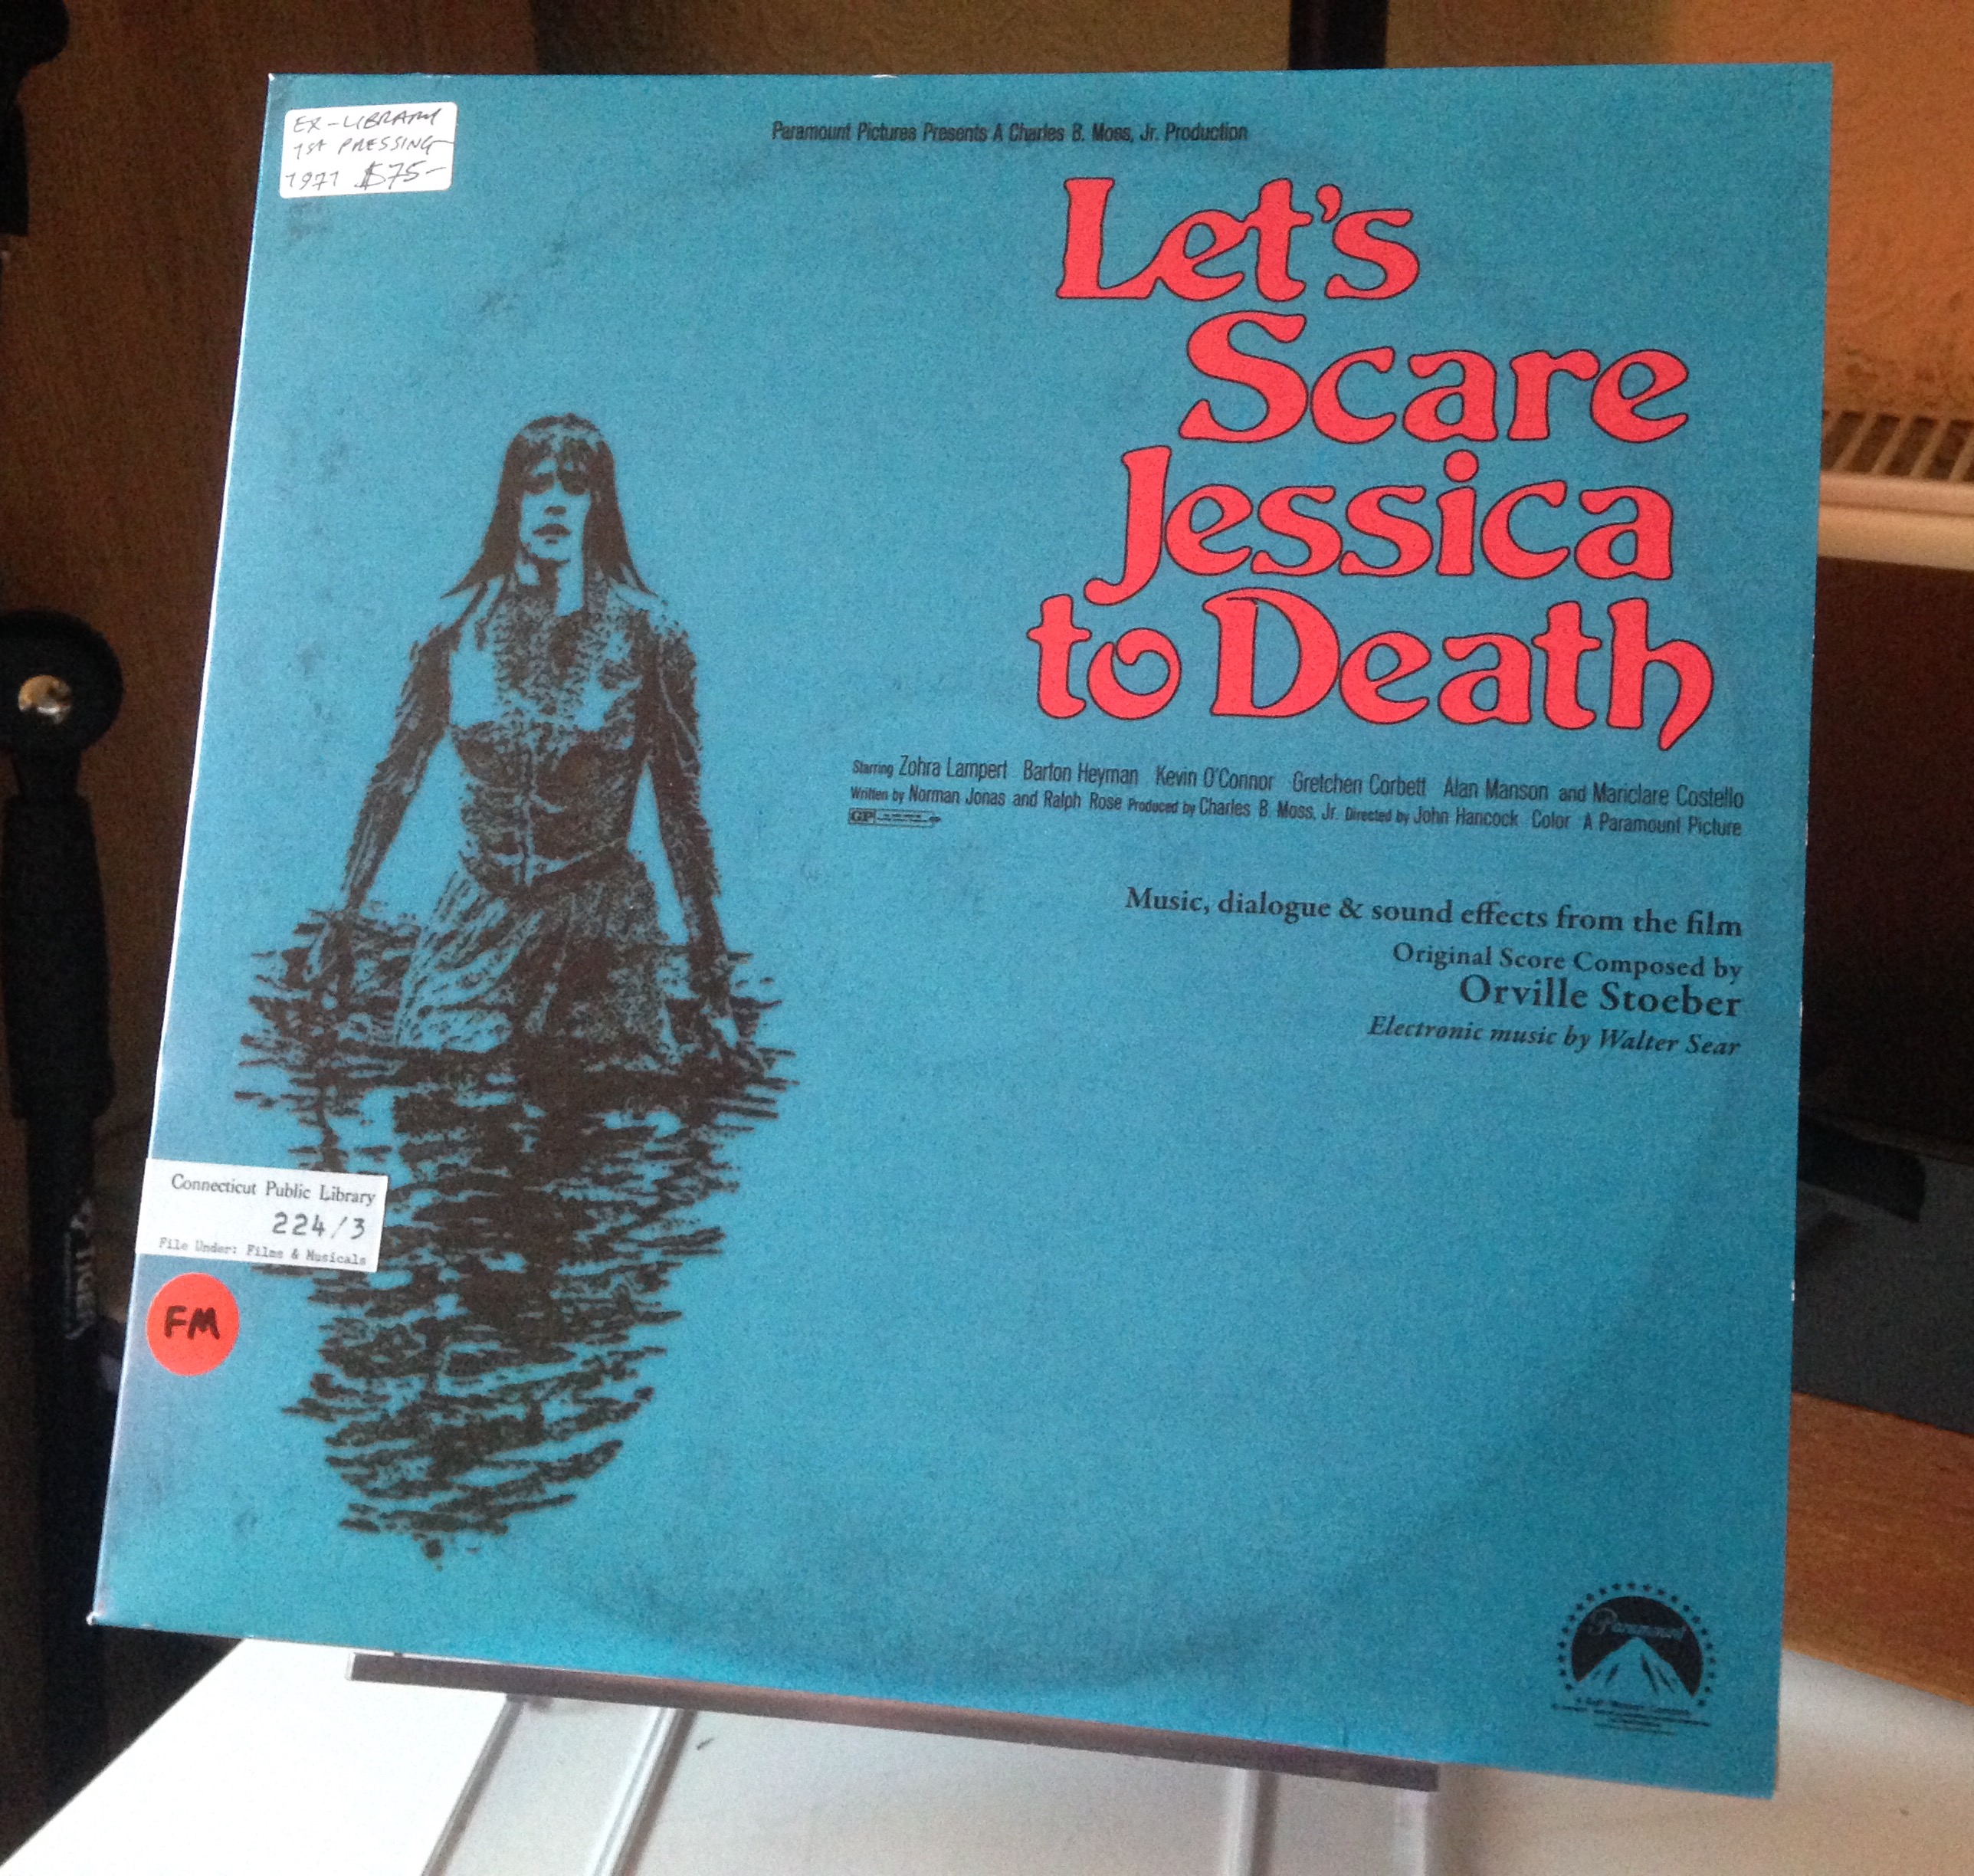 EX-LIBRARY
1ST PRESSING
1971 $75-
Paramount Pictures Presents A Charles B. Moss, Jr. Production
Let's
Scare
Jessica
to Death
Starring Zohra Lampert Barton Heyman Kevin O'Connor Gretchen Corbett Alan Manson and Mariclare Costello
Written by Norman Jonas and Ralph Rose Produced by Charles B. Moss, Jr. Directed by John Hancock Color A Paramount Picture
GP
Music, dialogue & sound effects from the film
Original Score Composed by
Orville Stoeber
Electronic music by Walter Sear
Connecticut Public Library
224/3
File Under: Films & Musicals
FM
Paramount